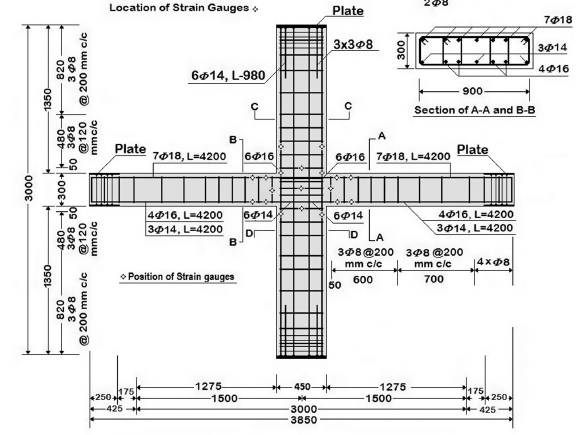 Location of Strain Gauges
2Φ8
Plate
7Φ18
3x3Φ8
300
3Φ14
4Φ16
6Φ14, L-980
900
Section of A-A and B-B
820
3Φ8
@ 200 mm c/c
1350
480
3Φ8
@120
mmc/c
50
3000
300
C
C
B
A
Plate
7Φ18, L=4200
6Φ16
6Φ16
7Φ18, L=4200
Plate
4Φ16, L=4200
3Φ14, L=4200
6Φ14
6Φ14
4Φ16, L=4200
3Φ14, L=4200
B
D
D
A
50
480
3Φ8
@120
mm c/c
1350
820
3Φ8
@ 200 mm c/c
Position of Strain gauges
3Φ8 @200
mm c/c
3Φ8 @200
mm c/c
4xΦ8
50
600
700
1275
450
1275
250
175
1500
1500
175
250
425
3000
425
3850